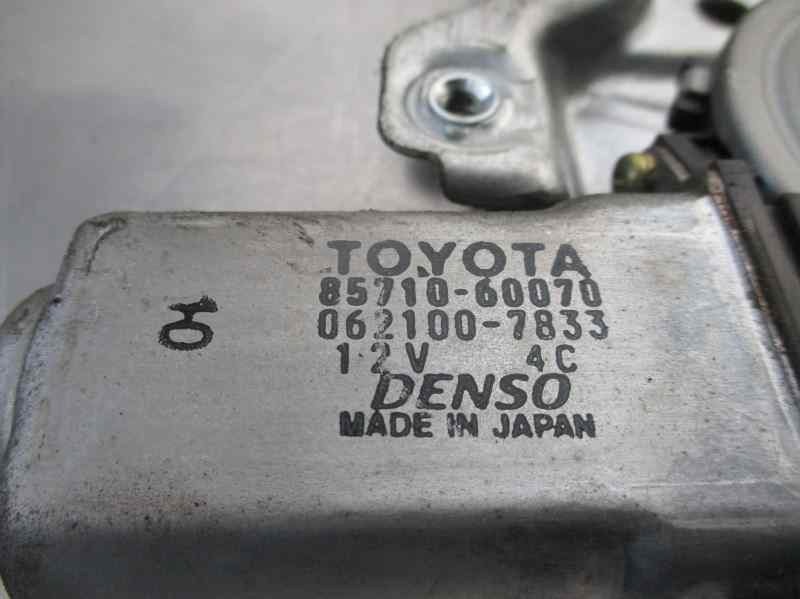 TOYOTA
85710-60070
062100-7833
12V 4C
DENSO
MADE IN JAPAN